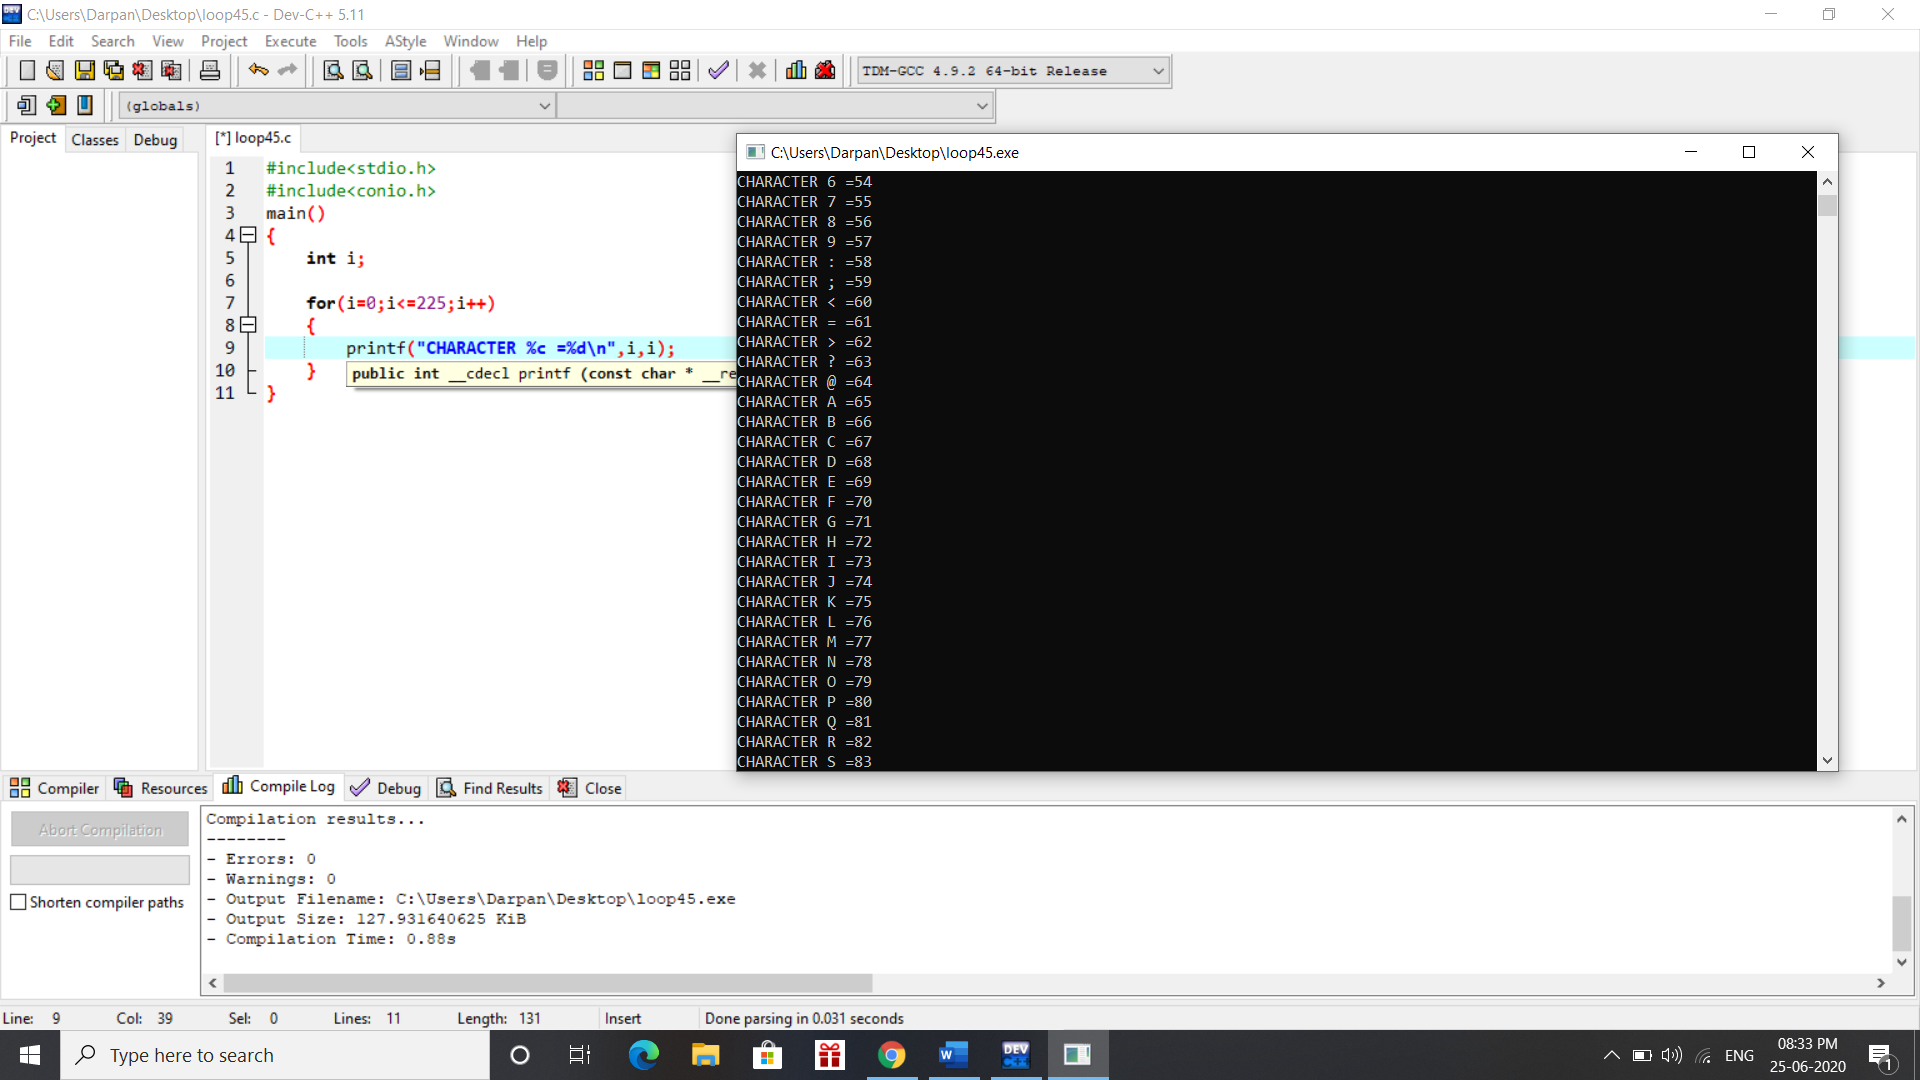 C:\Users\Darpan\Desktop\loop45.c - Dev-C++ 5.11
File Edit Search View Project Execute Tools AStyle Window Help
TDM-GCC 4.9.2 64-bit Release
(globals)
Project Classes Debug
[*] loop45.c
1 #include<stdio.h>
2 #include<conio.h>
3 main()
4 {
5 int i;
6
7 for(i=0;i<=225;i++)
8 {
9 printf("CHARACTER %c =%d\n",i,i);
10 }
public int __cdecl printf (const char * __re
11 }
C:\Users\Darpan\Desktop\loop45.exe
CHARACTER 6 =54
CHARACTER 7 =55
CHARACTER 8 =56
CHARACTER 9 =57
CHARACTER : =58
CHARACTER ; =59
CHARACTER < =60
CHARACTER = =61
CHARACTER > =62
CHARACTER ? =63
CHARACTER @ =64
CHARACTER A =65
CHARACTER B =66
CHARACTER C =67
CHARACTER D =68
CHARACTER E =69
CHARACTER F =70
CHARACTER G =71
CHARACTER H =72
CHARACTER I =73
CHARACTER J =74
CHARACTER K =75
CHARACTER L =76
CHARACTER M =77
CHARACTER N =78
CHARACTER O =79
CHARACTER P =80
CHARACTER Q =81
CHARACTER R =82
CHARACTER S =83
Compiler Resources Compile Log Debug Find Results Close
Abort Compilation
Shorten compiler paths
Compilation results...
--------
- Errors: 0
- Warnings: 0
- Output Filename: C:\Users\Darpan\Desktop\loop45.exe
- Output Size: 127.931640625 KiB
- Compilation Time: 0.88s
Line: 9 Col: 39 Sel: 0 Lines: 11 Length: 131 Insert Done parsing in 0.031 seconds
Type here to search
W
DEV C++
ENG
08:33 PM
25-06-2020
1